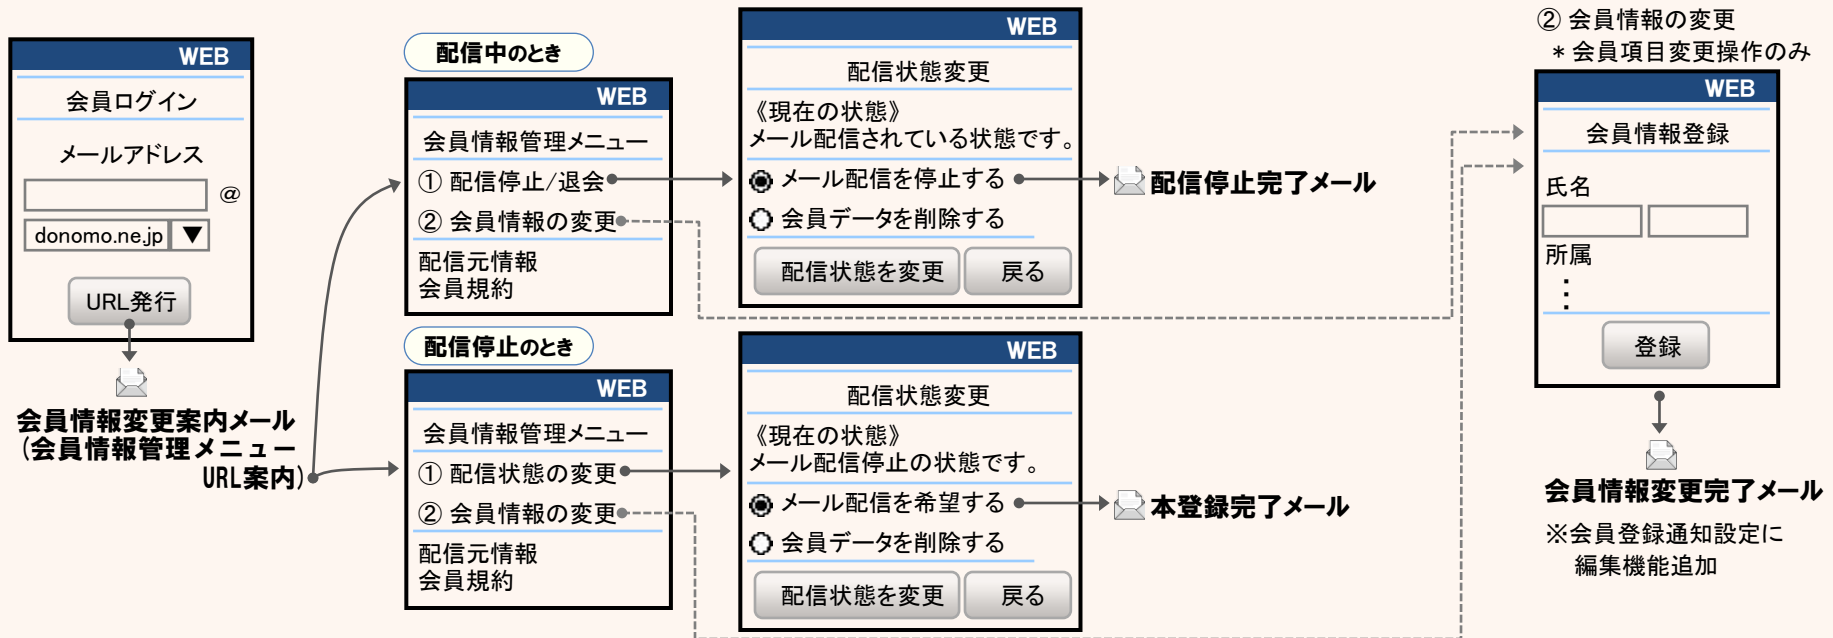 WEB
会員ログイン
メールアドレス
@
donomo.ne.jp ▼
URL発行
会員情報変更案内メール
(会員情報管理メニュー
URL案内)
配信中のとき
WEB
会員情報管理メニュー
① 配信停止/退会
② 会員情報の変更
配信元情報
会員規約
WEB
配信状態変更
《現在の状態》
メール配信されている状態です。
メール配信を停止する
会員データを削除する
配信状態を変更 戻る
配信停止完了メール
配信停止のとき
WEB
会員情報管理メニュー
① 配信状態の変更
② 会員情報の変更
配信元情報
会員規約
WEB
配信状態変更
《現在の状態》
メール配信停止の状態です。
メール配信を希望する
会員データを削除する
配信状態を変更 戻る
本登録完了メール
② 会員情報の変更
* 会員項目変更操作のみ
WEB
会員情報登録
氏名
所属
⋮
登録
会員情報変更完了メール
※会員登録通知設定に
編集機能追加